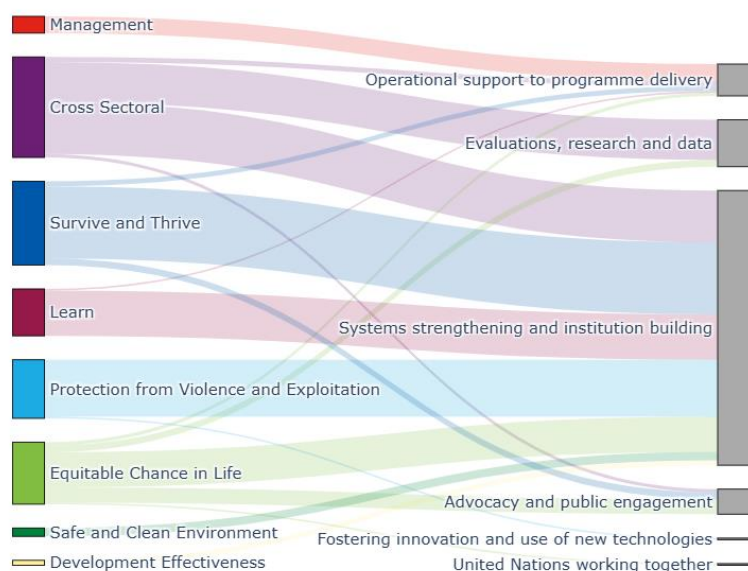 Management
Cross Sectoral
Survive and Thrive
Learn
Protection from Violence and Exploitation
Equitable Chance in Life
Safe and Clean Environment
Development Effectiveness
Operational support to programme delivery
Evaluations, research and data
Systems strengthening and institution building
Advocacy and public engagement
Fostering innovation and use of new technologies
United Nations working together